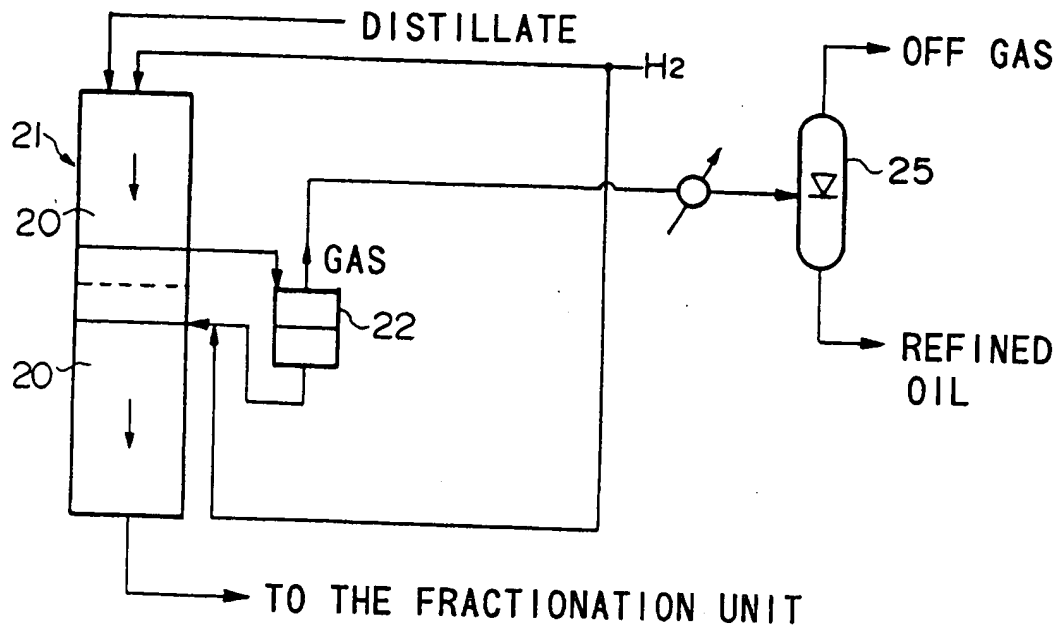 DISTILLATE
H2
OFF GAS
21
25
20
GAS
22
20
REFINED
OIL
TO THE FRACTIONATION UNIT